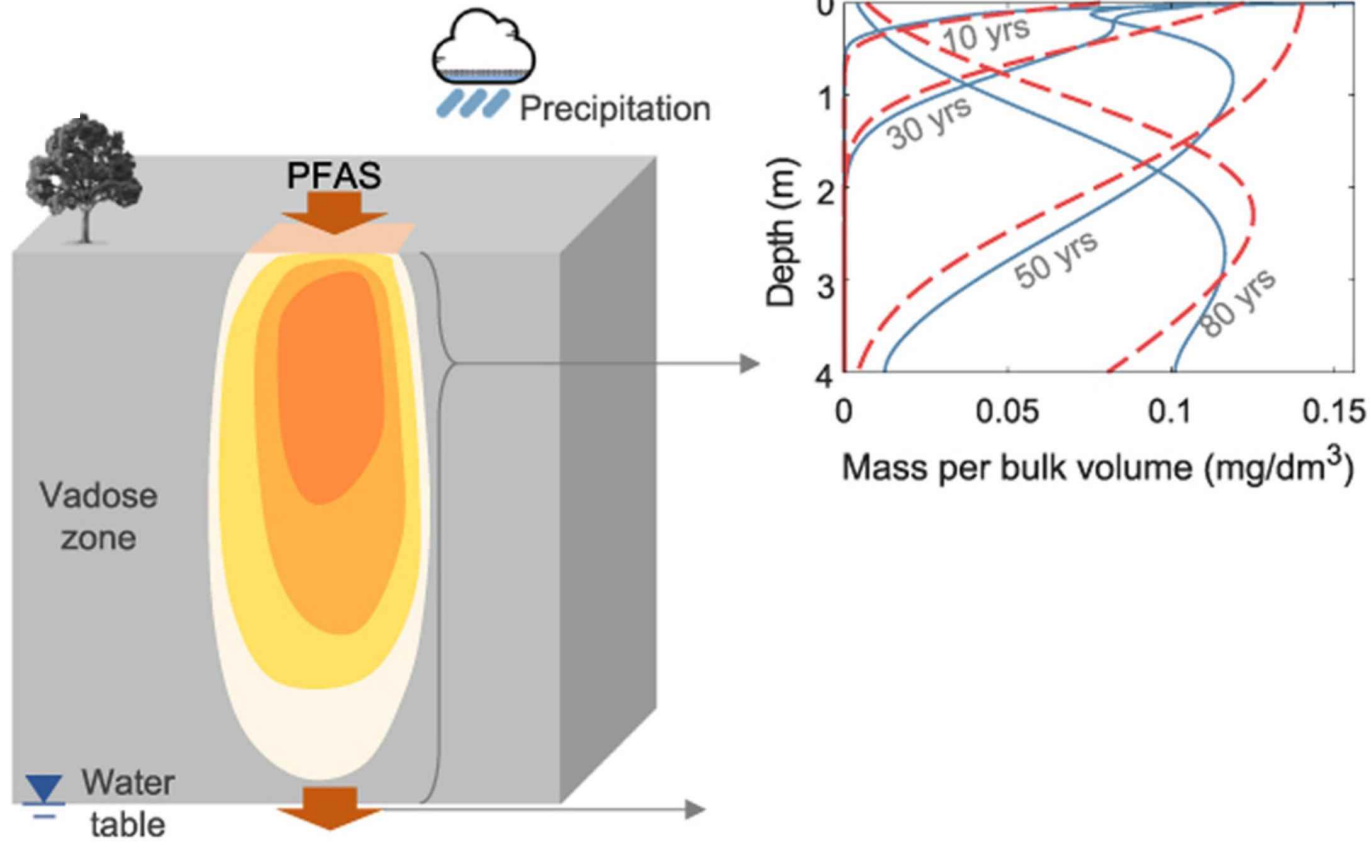 Precipitation
PFAS
Vadose
zone
Water
table
0
1
2
3
4
Depth (m)
10 yrs
30 yrs
50 yrs
80 yrs
0 0.05 0.1 0.15
Mass per bulk volume (mg/dm³)